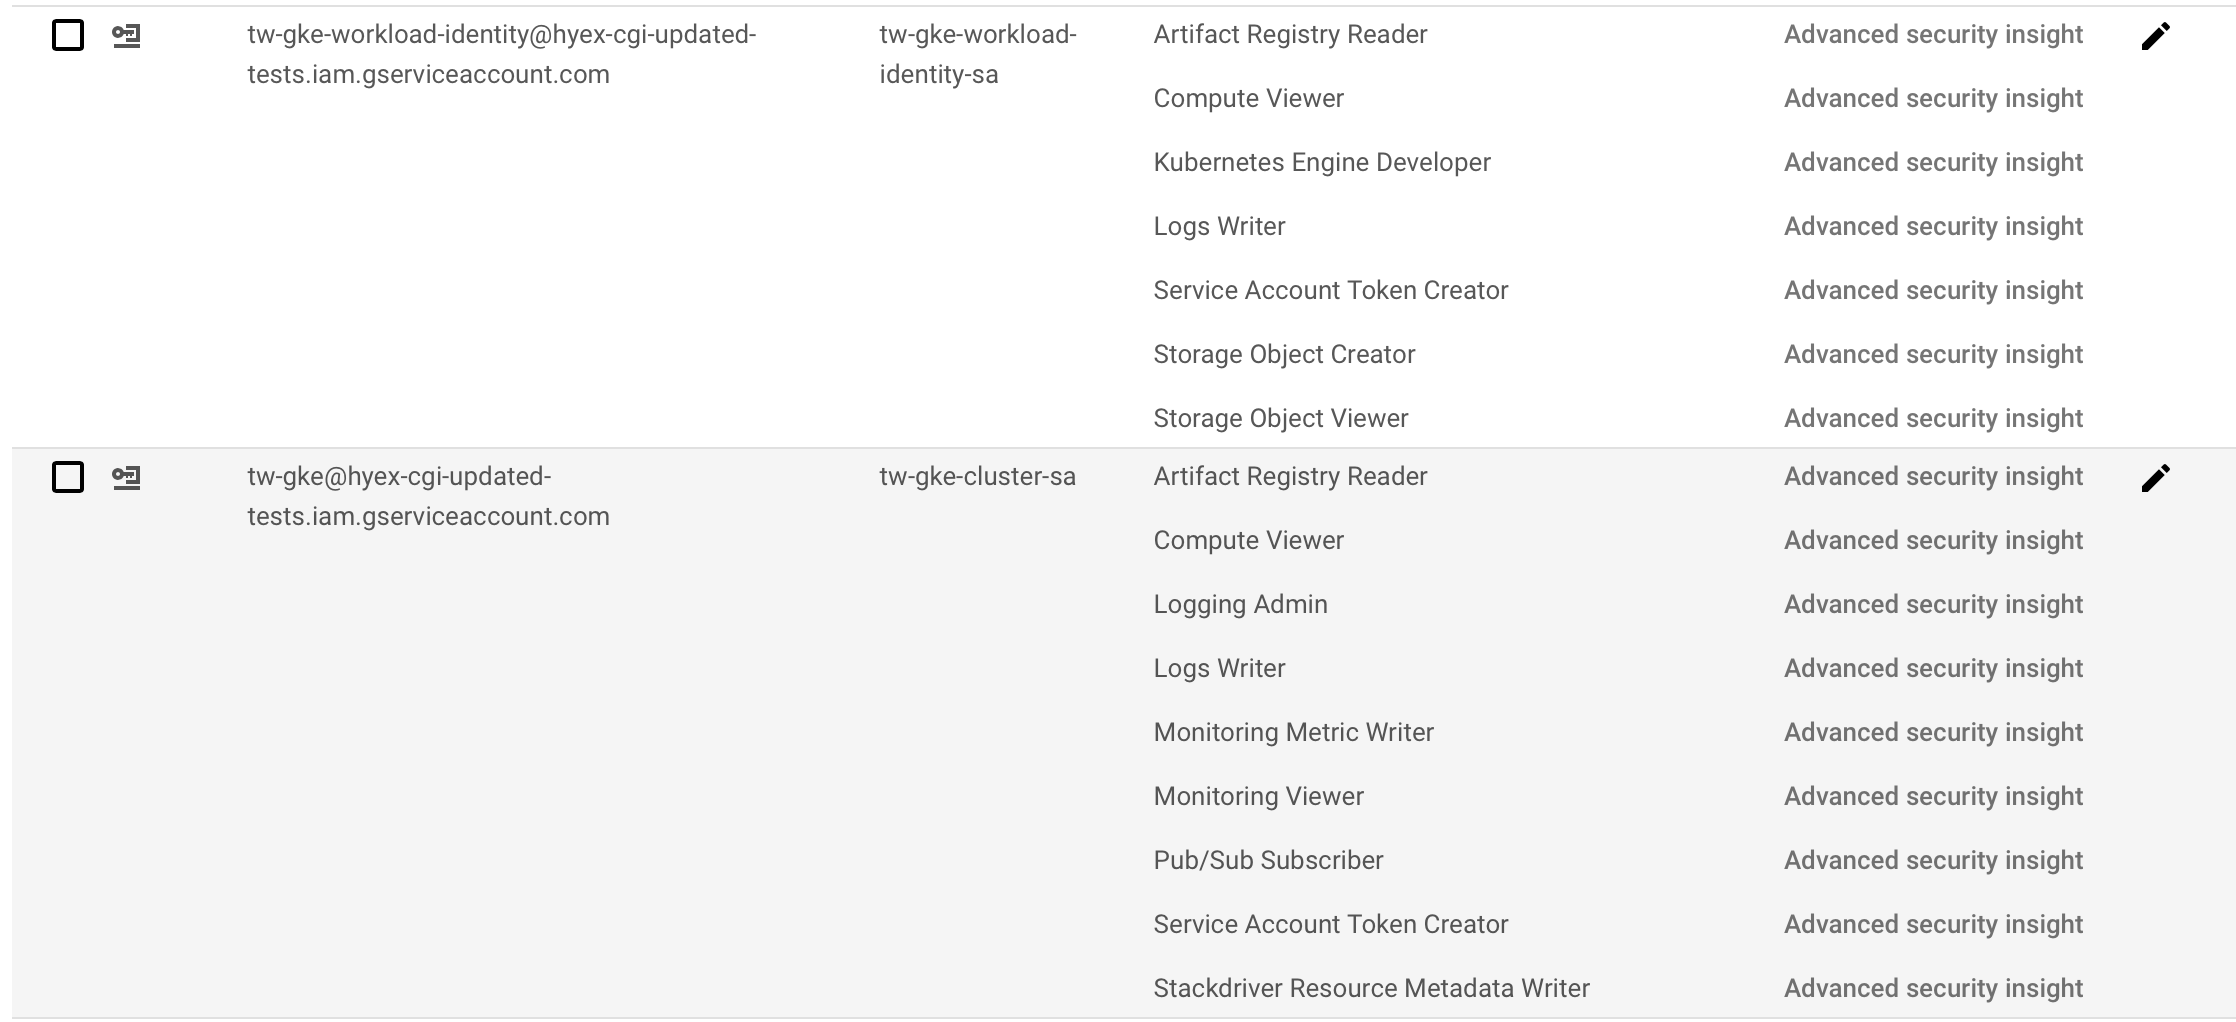 tw-gke-workload-identity@hyex-cgi-updated-
tests.iam.gserviceaccount.com
tw-gke-workload-
identity-sa
Artifact Registry Reader
Advanced security insight
Compute Viewer
Advanced security insight
Kubernetes Engine Developer
Advanced security insight
Logs Writer
Advanced security insight
Service Account Token Creator
Advanced security insight
Storage Object Creator
Advanced security insight
Storage Object Viewer
Advanced security insight
tw-gke@hyex-cgi-updated-
tests.iam.gserviceaccount.com
tw-gke-cluster-sa
Artifact Registry Reader
Advanced security insight
Compute Viewer
Advanced security insight
Logging Admin
Advanced security insight
Logs Writer
Advanced security insight
Monitoring Metric Writer
Advanced security insight
Monitoring Viewer
Advanced security insight
Pub/Sub Subscriber
Advanced security insight
Service Account Token Creator
Advanced security insight
Stackdriver Resource Metadata Writer
Advanced security insight